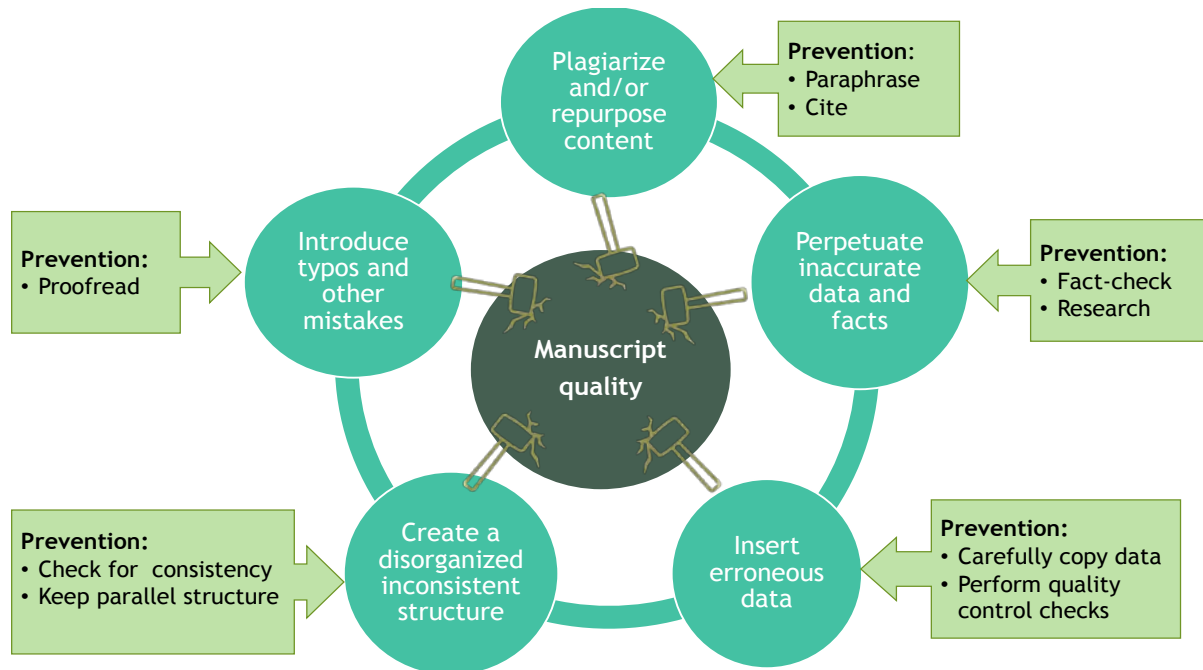 Plagiarize
and/or
repurpose
content
Prevention:
• Paraphrase
• Cite
Introduce
typos and
other
mistakes
Prevention:
• Proofread
Perpetuate
inaccurate
data and
facts
Prevention:
• Fact-check
• Research
Manuscript
quality
Create a
disorganized
inconsistent
structure
Prevention:
• Check for consistency
• Keep parallel structure
Insert
erroneous
data
Prevention:
• Carefully copy data
• Perform quality
control checks